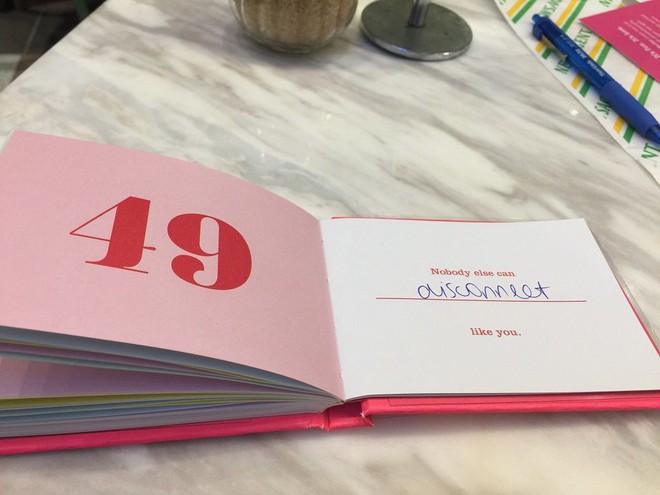 49
Nobody else can
disconnect
like you.